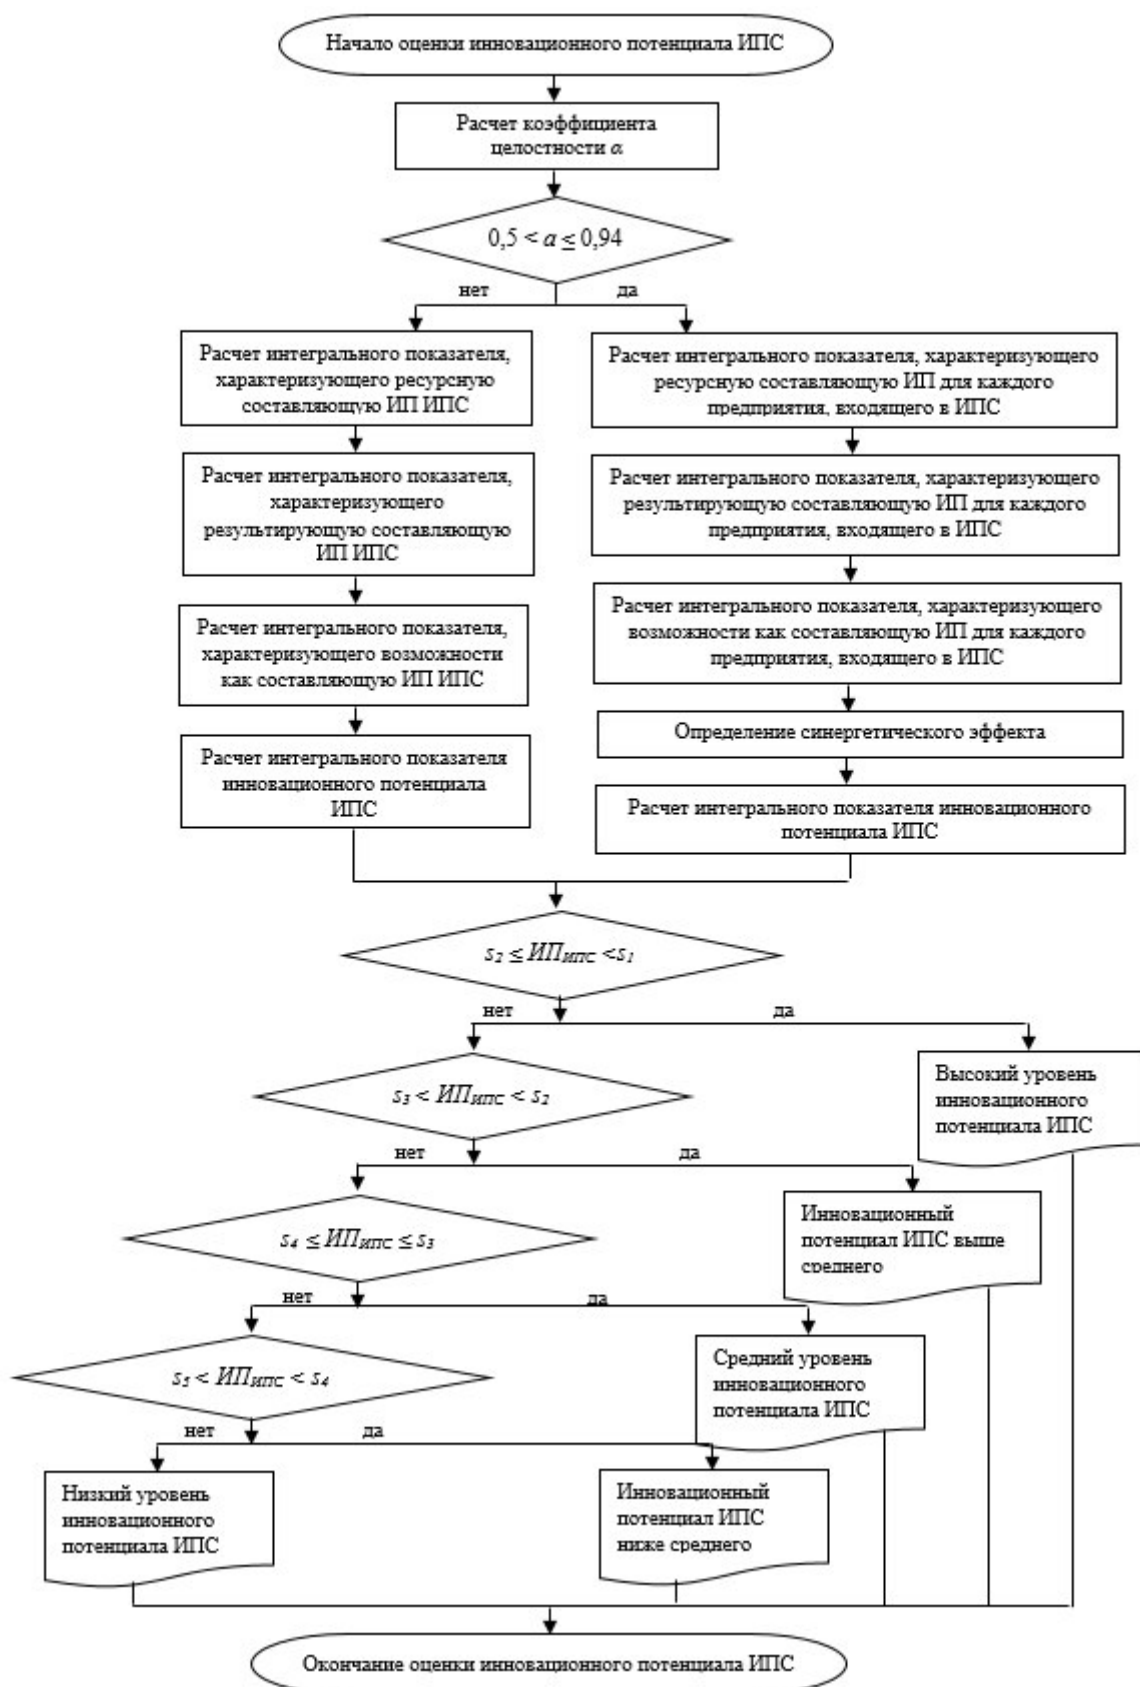 Начало оценки инновационного потенциала ИПС
Расчет коэффициента
целостности α
0,5 < α ≤ 0,94
нет
да
Расчет интегрального показателя,
характеризующего ресурсную
составляющую ИП ИПС
Расчет интегрального показателя, характеризующего
ресурсную составляющую ИП для каждого
предприятия, входящего в ИПС
Расчет интегрального показателя,
характеризующего
результирующую составляющую
ИП ИПС
Расчет интегрального показателя, характеризующего
результирующую составляющую ИП для каждого
предприятия, входящего в ИПС
Расчет интегрального показателя,
характеризующего возможности
как составляющую ИП ИПС
Расчет интегрального показателя, характеризующего
возможности как составляющую ИП для каждого
предприятия, входящего в ИПС
Определение синергетического эффекта
Расчет интегрального показателя
инновационного потенциала
ИПС
Расчет интегрального показателя инновационного
потенциала ИПС
s₂ ≤ ИПИПС <s₁
нет
да
s₃ < ИПИПС < s₂
Высокий уровень
инновационного
потенциала ИПС
нет
да
s₄ ≤ ИПИПС ≤ s₃
Инновационный
потенциал ИПС выше
среднего
нет
да
s₅ < ИПИПС < s₄
Средний уровень
инновационного
потенциала ИПС
нет
да
Низкий уровень
инновационного
потенциала ИПС
Инновационный
потенциал ИПС
ниже среднего
Окончание оценки инновационного потенциала ИПС